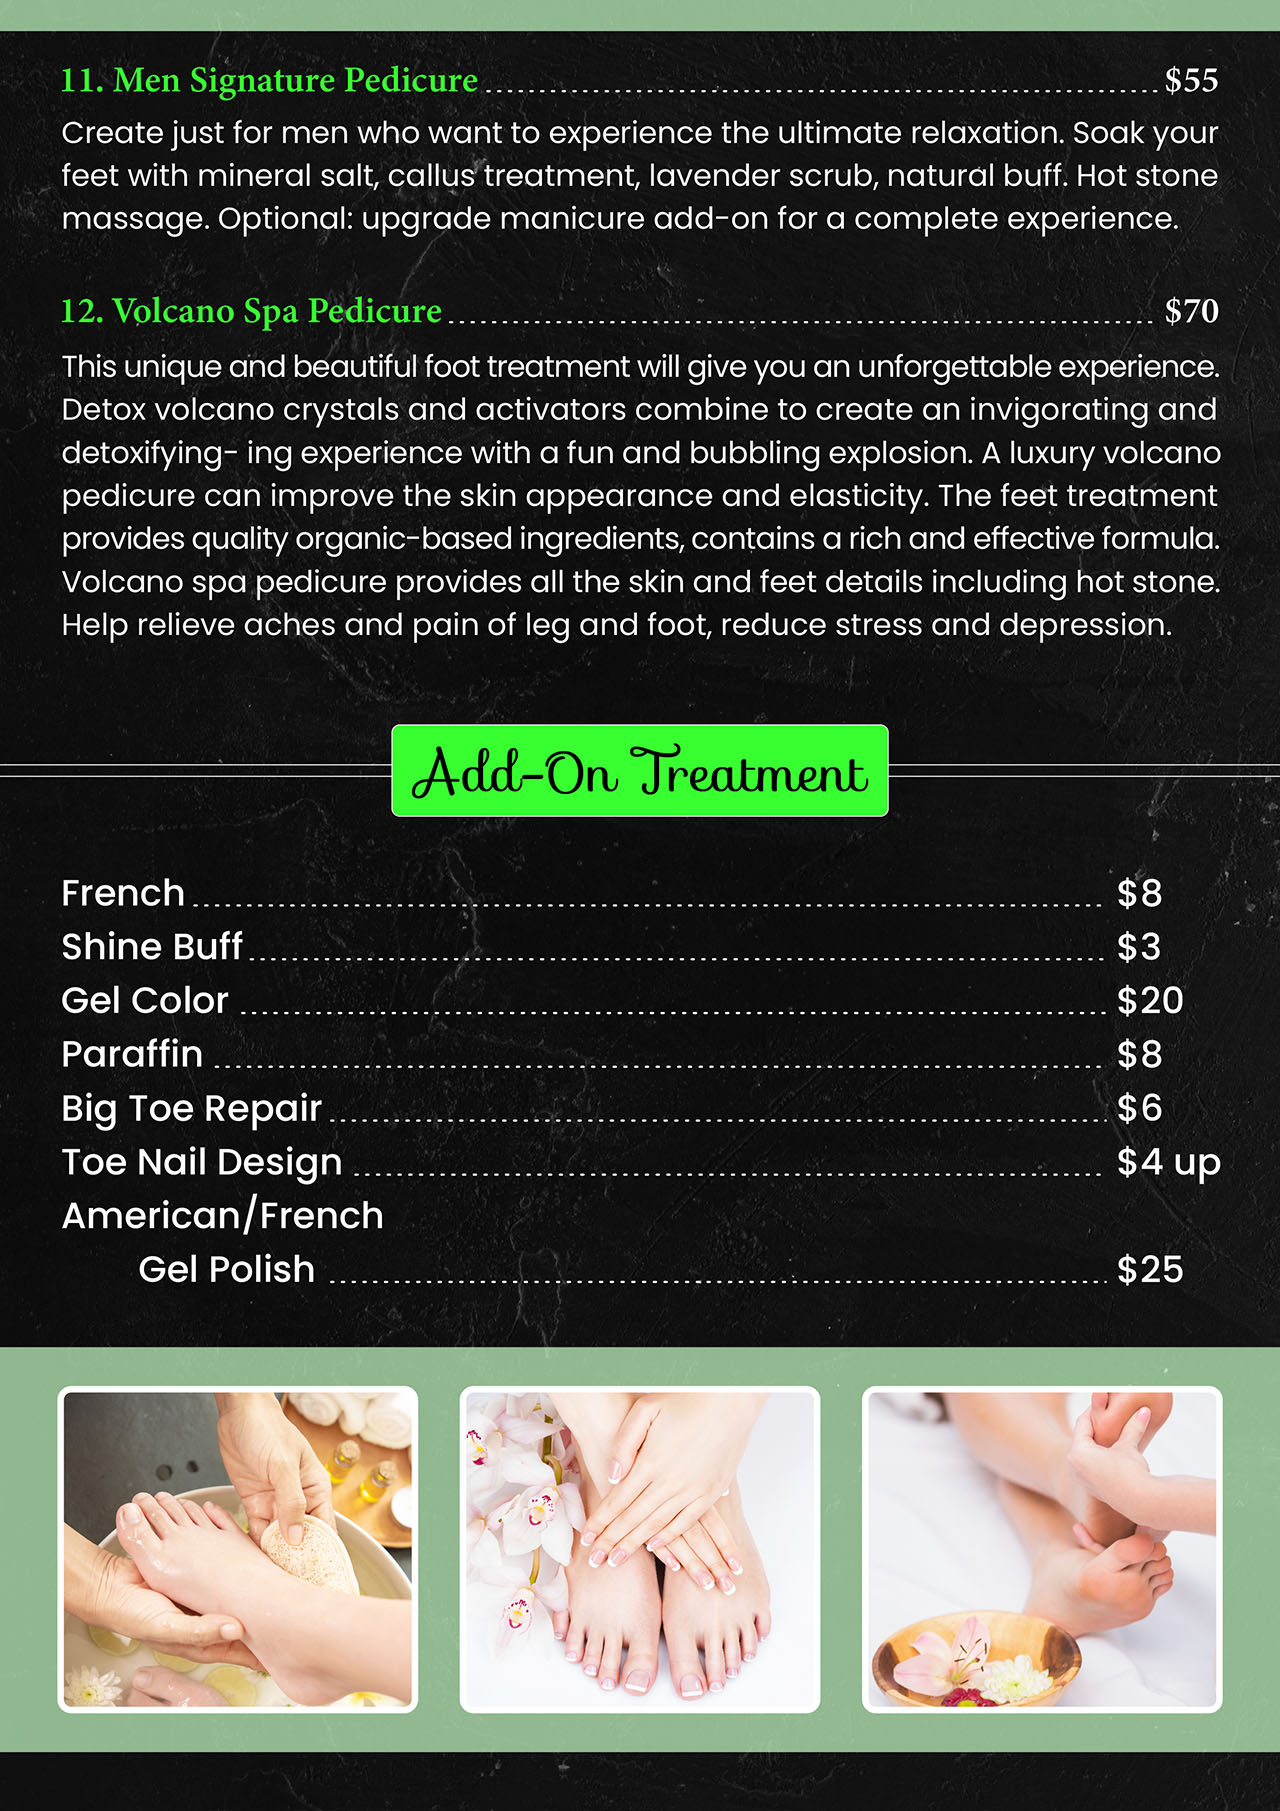 11. Men Signature Pedicure $55
Create just for men who want to experience the ultimate relaxation. Soak your
feet with mineral salt, callus treatment, lavender scrub, natural buff. Hot stone
massage. Optional: upgrade manicure add-on for a complete experience.
12. Volcano Spa Pedicure $70
This unique and beautiful foot treatment will give you an unforgettable experience.
Detox volcano crystals and activators combine to create an invigorating and
detoxifying- ing experience with a fun and bubbling explosion. A luxury volcano
pedicure can improve the skin appearance and elasticity. The feet treatment
provides quality organic-based ingredients, contains a rich and effective formula.
Volcano spa pedicure provides all the skin and feet details including hot stone.
Help relieve aches and pain of leg and foot, reduce stress and depression.
Add-On Treatment
French $8
Shine Buff $3
Gel Color $20
Paraffin $8
Big Toe Repair $6
Toe Nail Design $4 up
American/French
Gel Polish $25